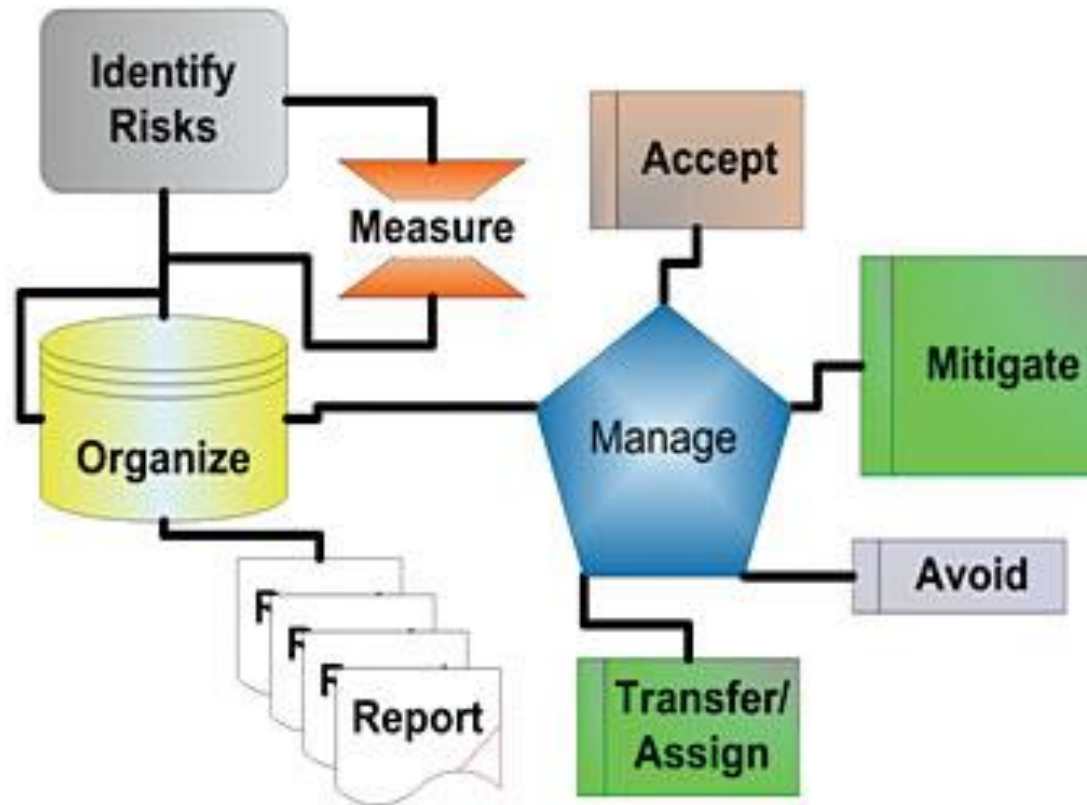 Identify
Risks
Measure
Accept
Mitigate
Organize
Manage
Avoid
R
R
R
Report
Transfer/
Assign